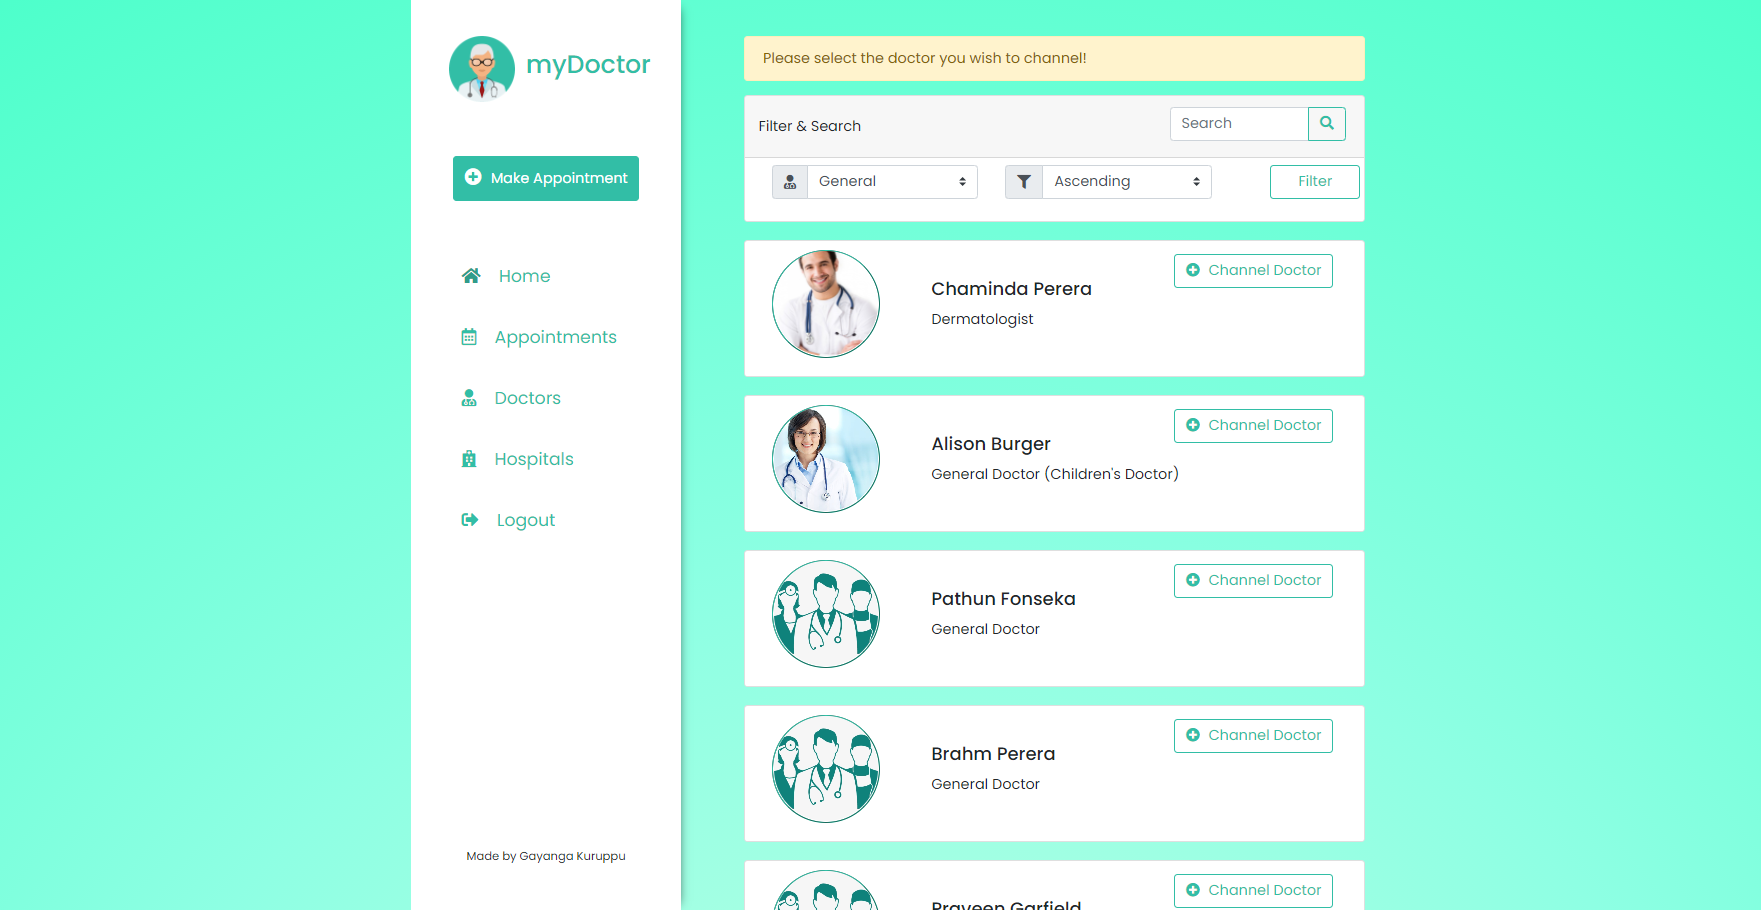 myDoctor
Make Appointment
Home
Appointments
Doctors
Hospitals
Logout
Made by Gayanga Kuruppu
Please select the doctor you wish to channel!
Filter & Search
Search
General
Ascending
Filter
Chaminda Perera
Dermatologist
Channel Doctor
Alison Burger
General Doctor (Children's Doctor)
Channel Doctor
Pathun Fonseka
General Doctor
Channel Doctor
Brahm Perera
General Doctor
Channel Doctor
Praveen Garfield
Channel Doctor